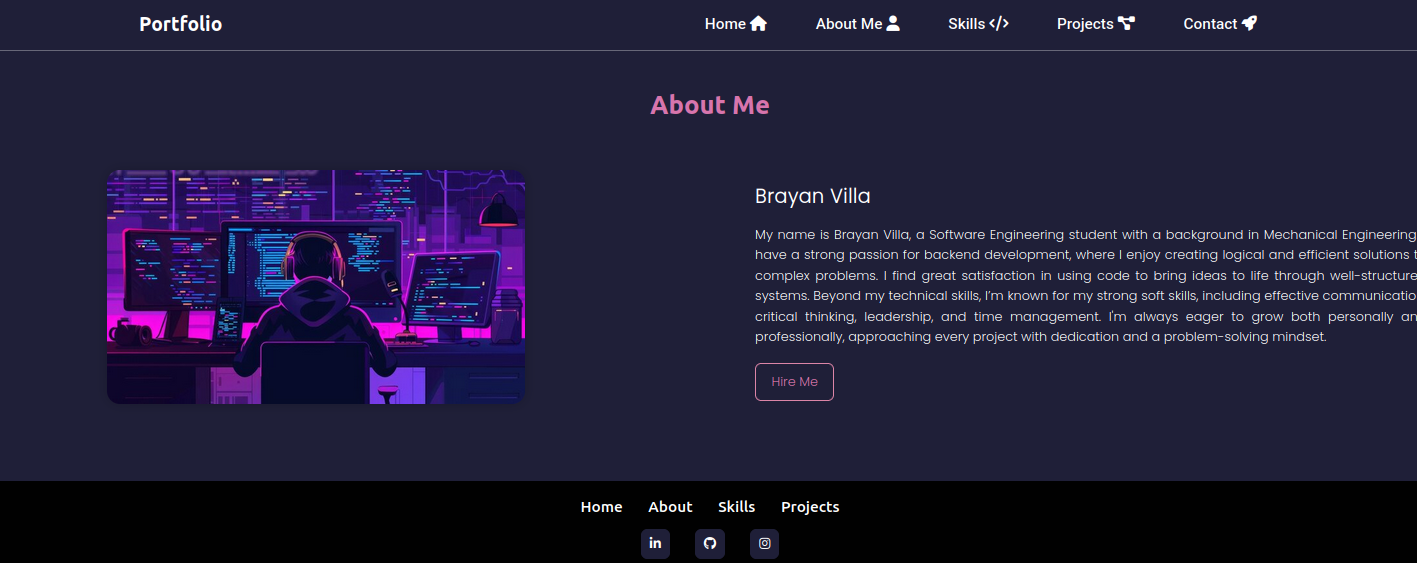 Portfolio
Home
About Me
Skills
Projects
Contact
About Me
Brayan Villa
My name is Brayan Villa, a Software Engineering student with a background in Mechanical Engineering
have a strong passion for backend development, where I enjoy creating logical and efficient solutions
complex problems. I find great satisfaction in using code to bring ideas to life through well-structure
systems. Beyond my technical skills, I'm known for my strong soft skills, including effective communicatio
critical thinking, leadership, and time management. I'm always eager to grow both personally an
professionally, approaching every project with dedication and a problem-solving mindset.
Hire Me
Home
About
Skills
Projects
in